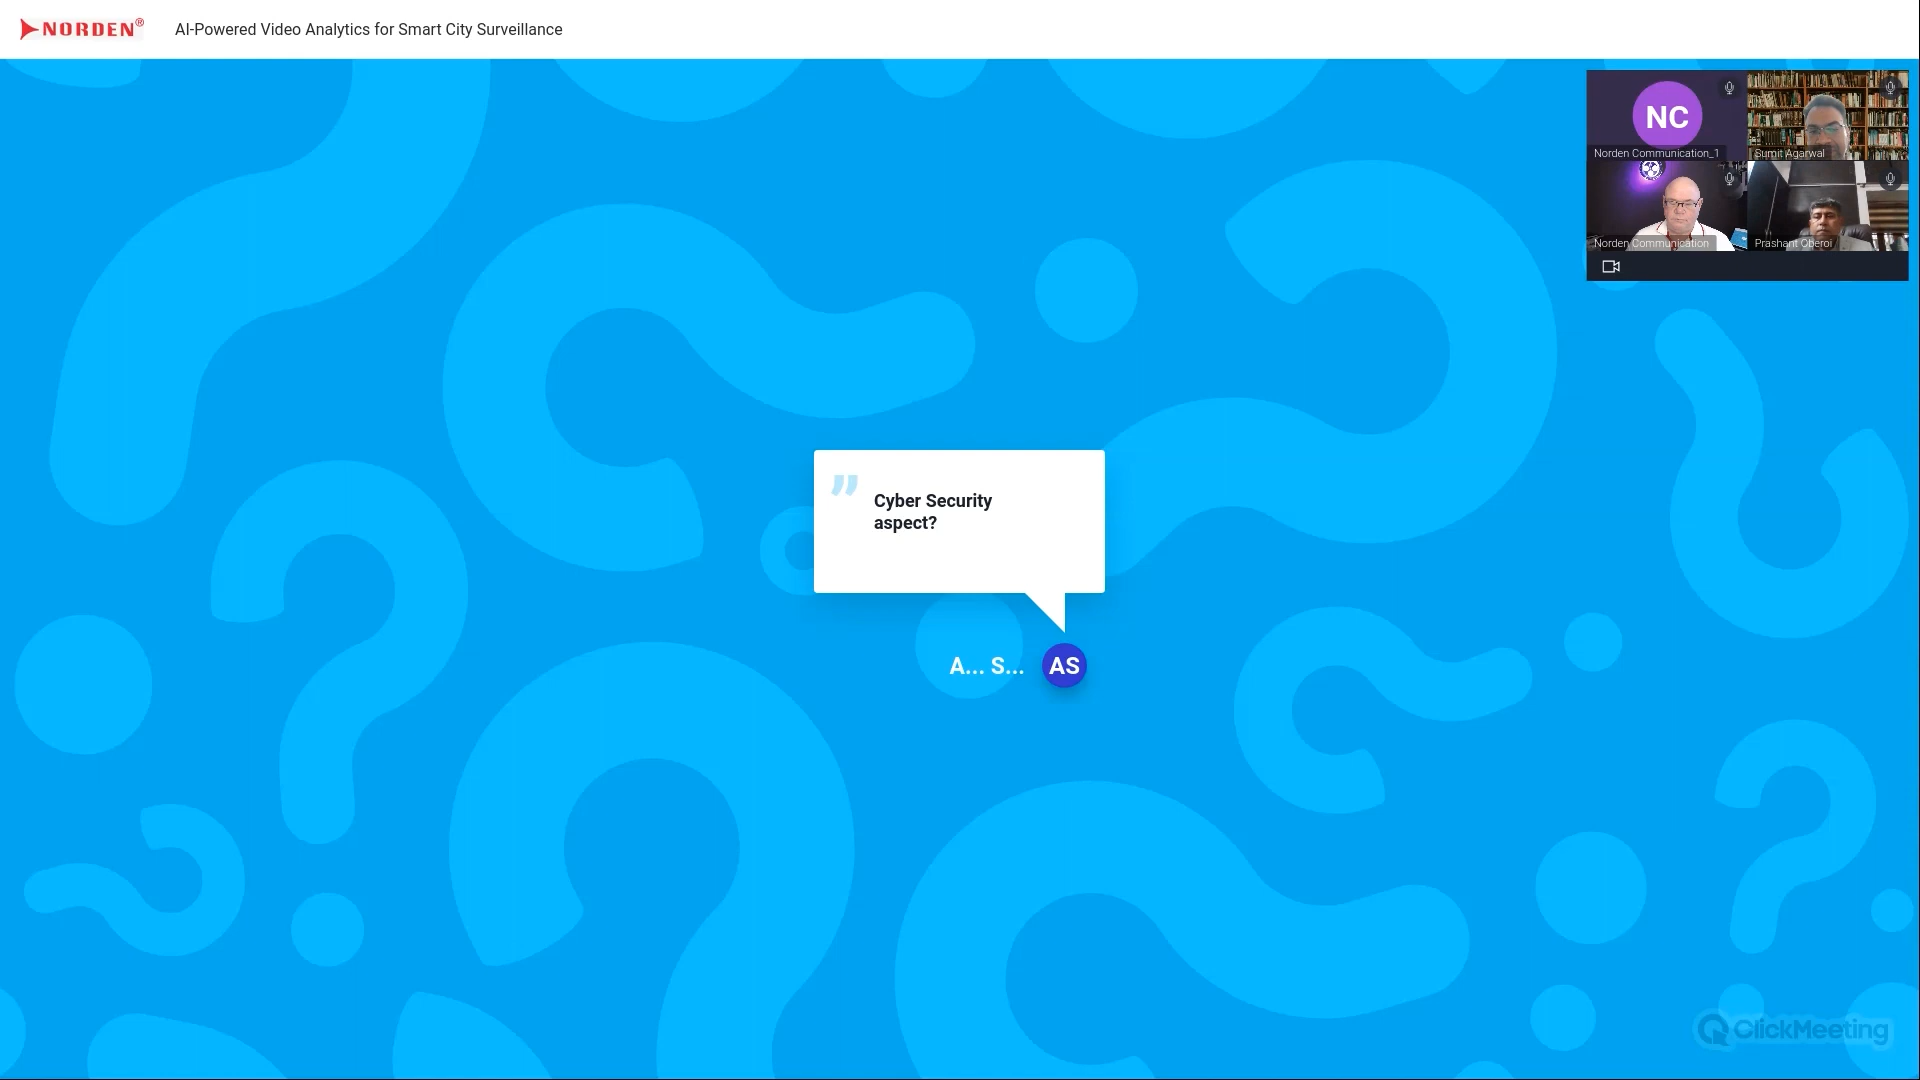 NORDEN®
AI-Powered Video Analytics for Smart City Surveillance
NC
Norden Communication_1
Sumit Agarwal
Norden Communication
Prashant Oberoi
”
Cyber Security
aspect?
A... S...
AS
ClickMeeting